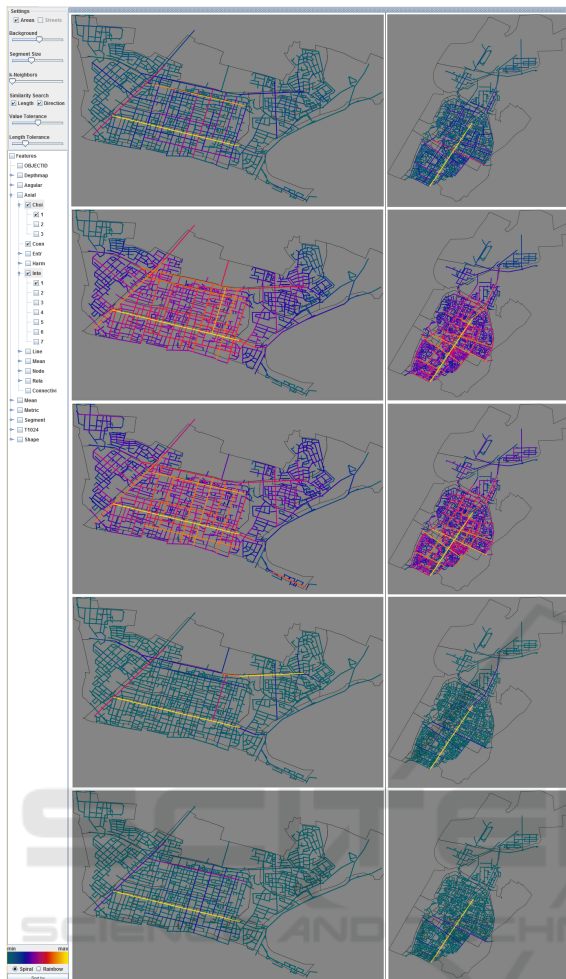 Settings
Areas Streets
Background
Segment Size
k-Neighbors
Similarity Search
Length Direction
Value Tolerance
Length Tolerance
Features
OBJECTID
Depthmap
Angular
Axial
Choi
1
2
3
Conn
Entr
Harm
Inte
1
2
3
4
5
6
7
Line
Mean
Node
Rela
Connectivi
Mean
Metric
Segment
T1024
Shape
min max
Spiral Rainbow